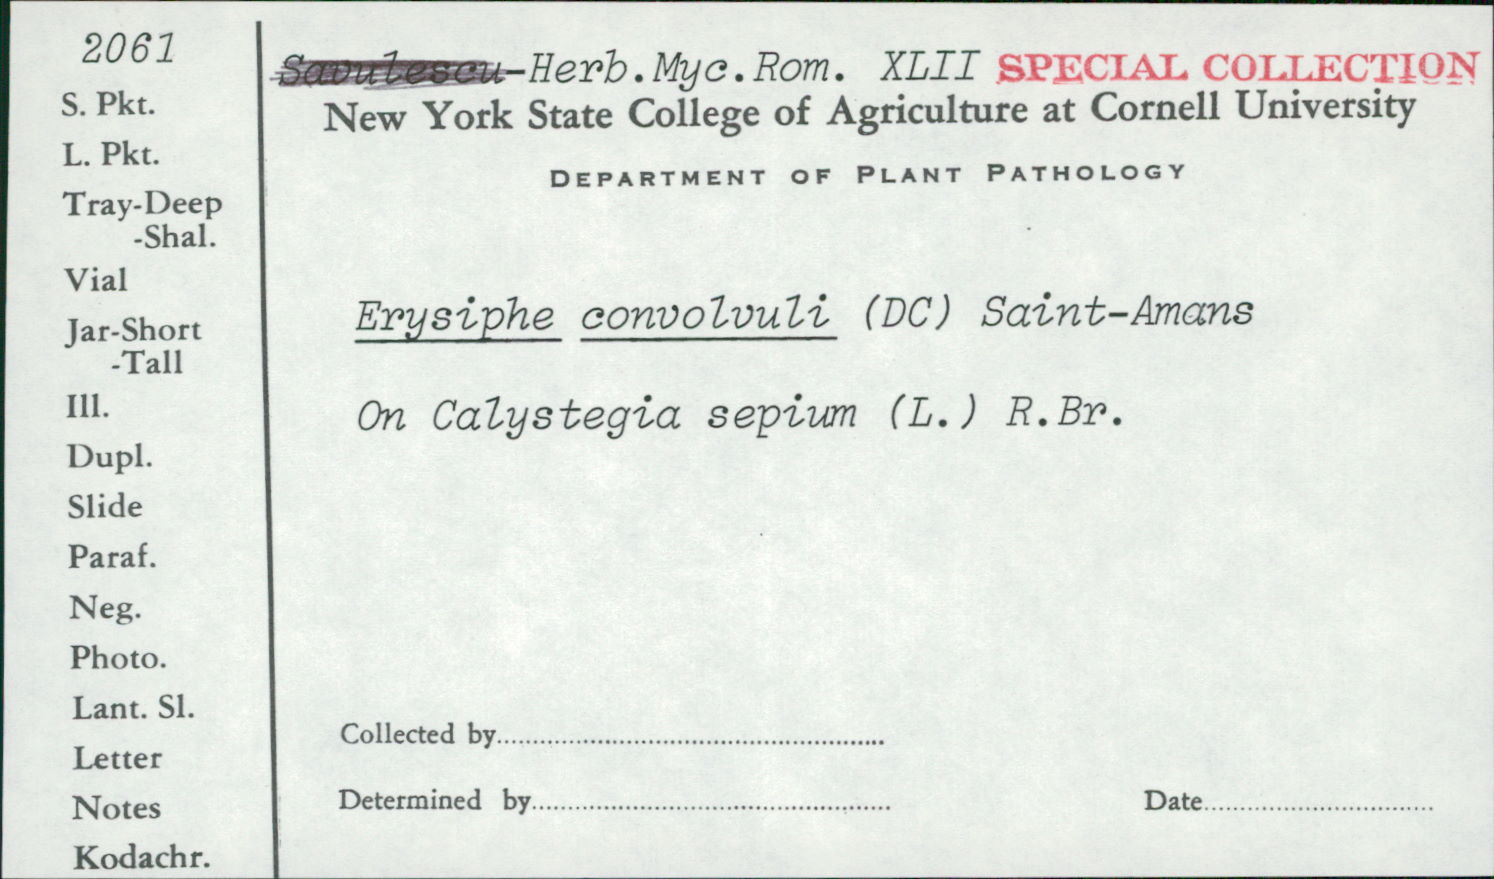 2061
Savulescu-Herb.Myc.Rom. XLII SPECIAL COLLECTION
New York State College of Agriculture at Cornell University
DEPARTMENT OF PLANT PATHOLOGY
S. Pkt.
L. Pkt.
Tray-Deep
-Shal.
Vial
Jar-Short
-Tall
Ill.
Dupl.
Slide
Paraf.
Neg.
Photo.
Lant. Sl.
Letter
Notes
Kodachr.
Erysiphe convolvuli (DC) Saint-Amans
On Calystegia sepium (L.) R.Br.
Collected by
Determined by
Date